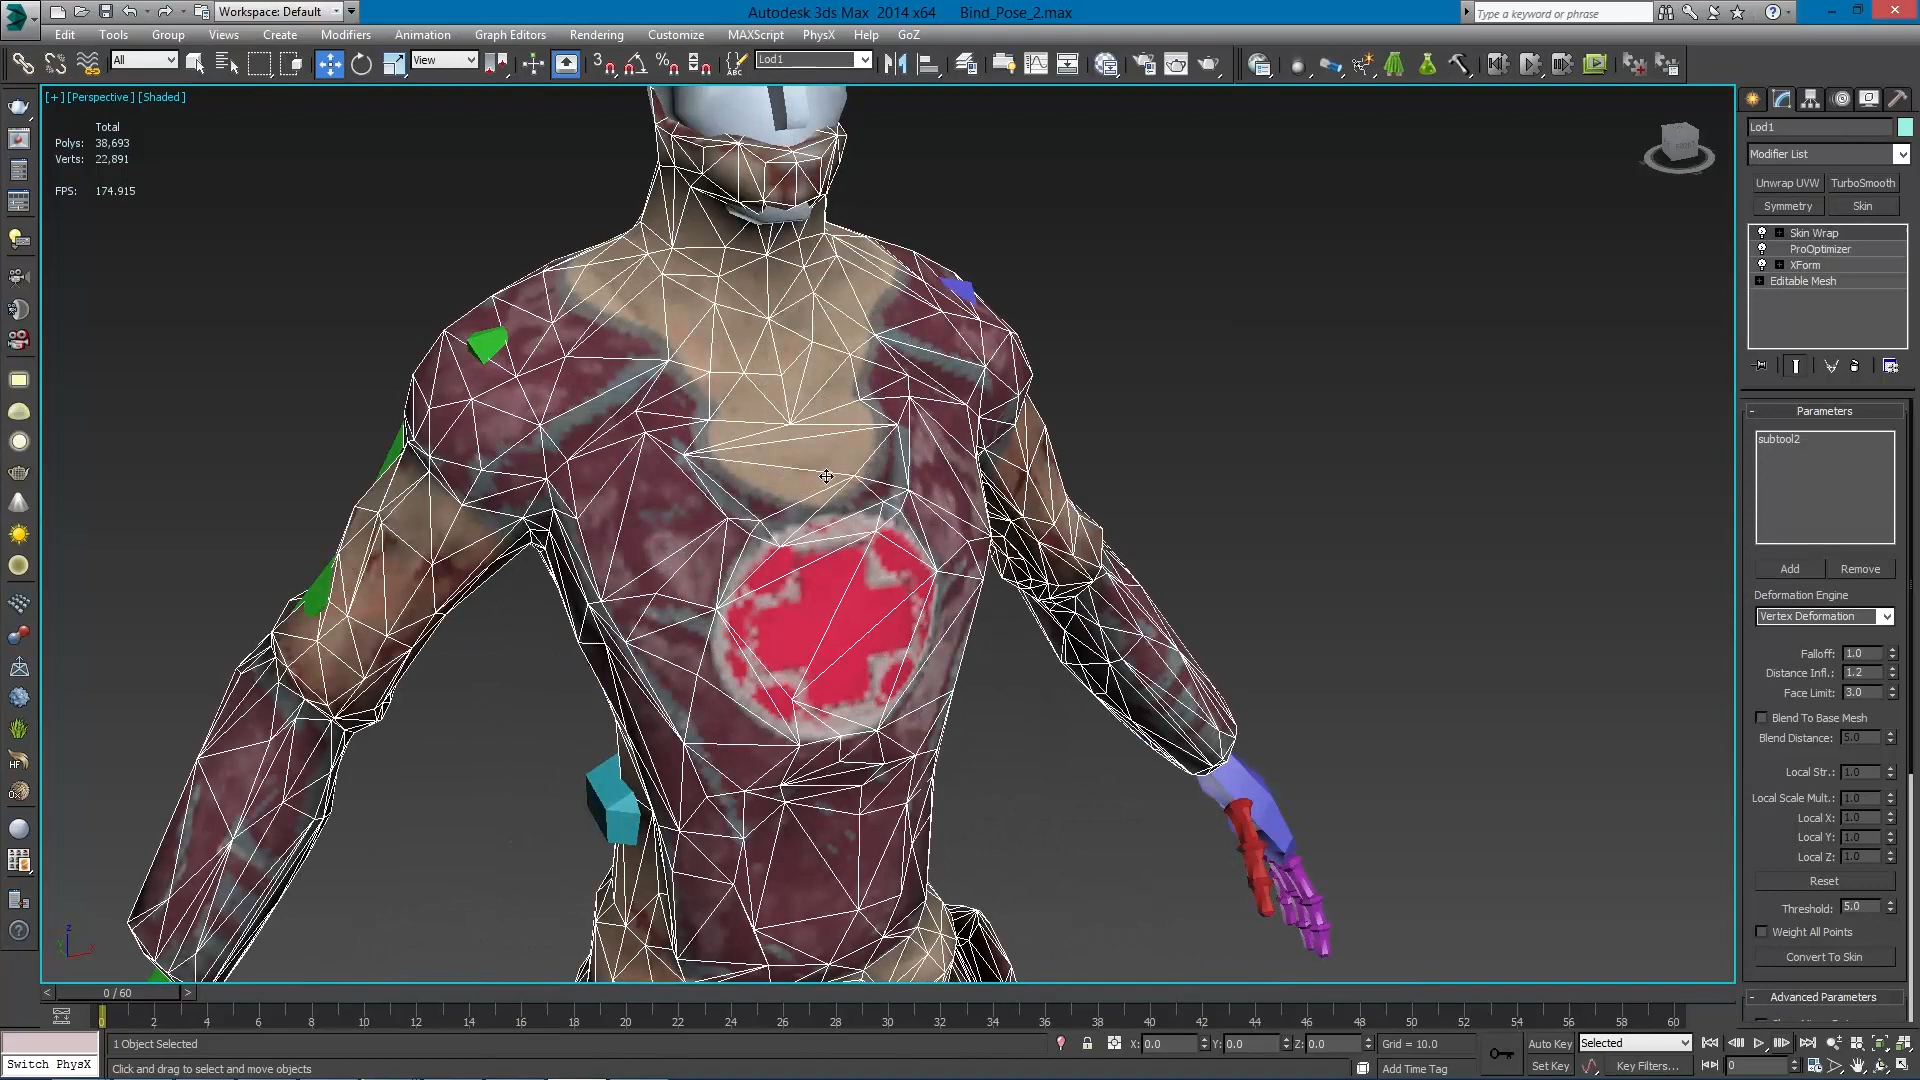 Workspace: Default
Autodesk 3ds Max 2014 x64 Bind_Pose_2.max
Type a keyword or phrase
Edit Tools Group Views Create Modifiers Animation Graph Editors Rendering Customize MAXScript PhysX Help GoZ
All
View
Lod1
[+] [Perspective] [Shaded]
Total
Polys: 38,693
Verts: 22,891
FPS: 174.915
Lod1
Modifier List
Unwrap UVW TurboSmooth
Symmetry Skin
Skin Wrap
ProOptimizer
XForm
Editable Mesh
Parameters
subtool2
Add Remove
Deformation Engine
Vertex Deformation
Falloff: 1.0
Distance Infl.: 1.2
Face Limit: 3.0
Blend To Base Mesh
Blend Distance: 5.0
Local Str.: 1.0
Local Scale Mult.: 1.0
Local X: 1.0
Local Y: 1.0
Local Z: 1.0
Reset
Threshold: 5.0
Weight All Points
Convert To Skin
Advanced Parameters
0 / 60
0 2 4 6 8 10 12 14 16 18 20 22 24 26 28 30 32 34 36 38 40 42 44 46 48 50 52 54 56 58 60
1 Object Selected
X: 0.0 Y: 0.0 Z: 0.0 Grid = 10.0
Auto Key Selected
Switch PhysX
Click and drag to select and move objects
Add Time Tag
Set Key Key Filters...
0